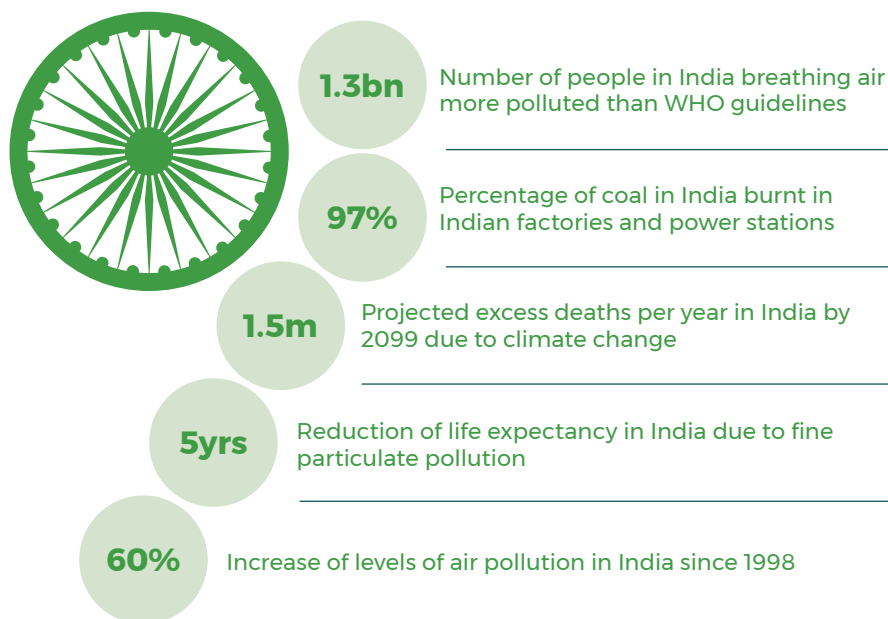 1.3bn
Number of people in India breathing air
more polluted than WHO guidelines
97%
Percentage of coal in India burnt in
Indian factories and power stations
1.5m
Projected excess deaths per year in India by
2099 due to climate change
5yrs
Reduction of life expectancy in India due to fine
particulate pollution
60%
Increase of levels of air pollution in India since 1998